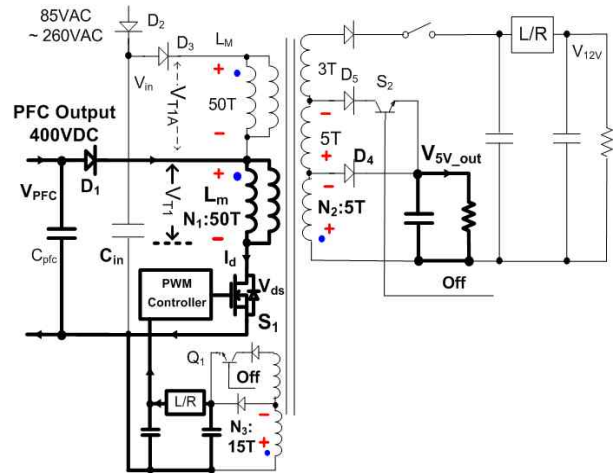 85VAC
~ 260VAC
D2
D3
LM
Vin
VT1A
50T
PFC Output
400VDC
D1
VPFC
Cpfc
Cin
VT1
Lm
N1:50T
Id
Vds
S1
PWM
Controller
Q1
Off
L/R
N3:
15T
3T
D5
S2
5T
D4
N2:5T
V5V_out
Off
L/R
V12V
+
−
+
−
−
+
−
+
−
+